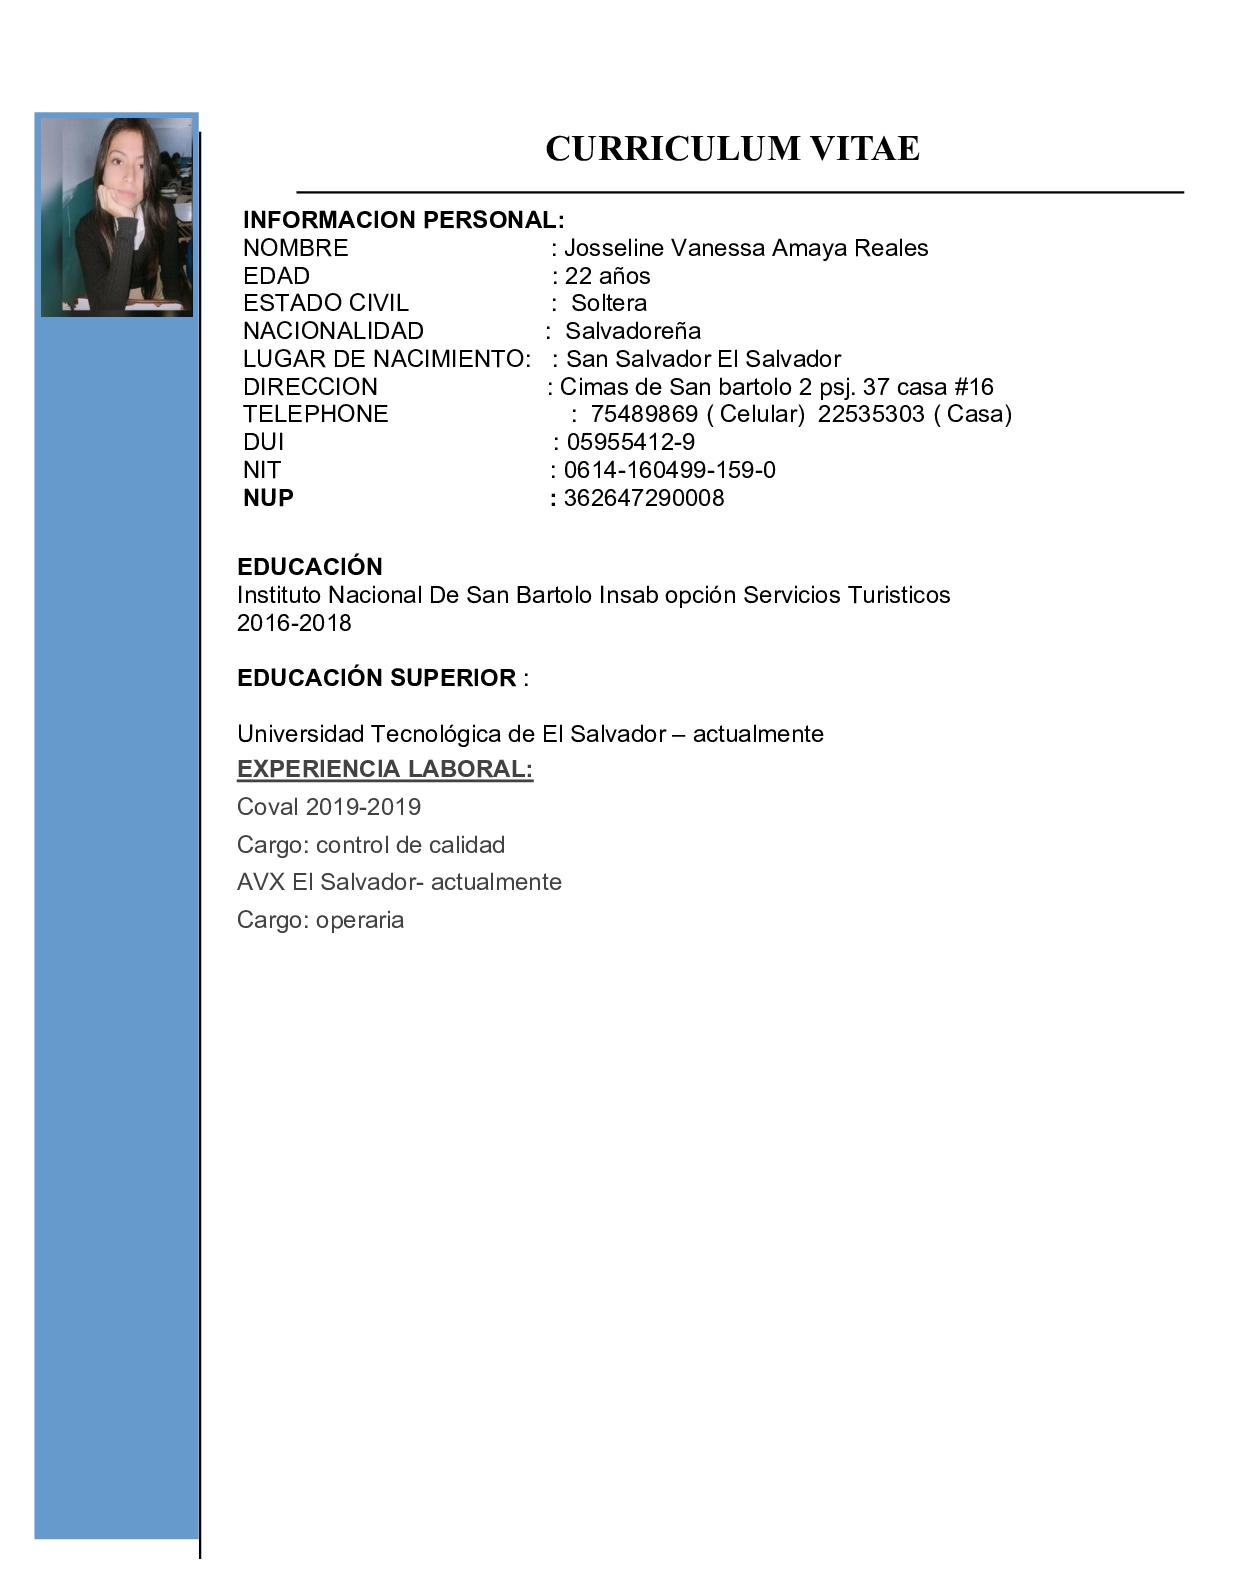 CURRICULUM VITAE
INFORMACION PERSONAL:
NOMBRE : Josseline Vanessa Amaya Reales
EDAD : 22 años
ESTADO CIVIL : Soltera
NACIONALIDAD : Salvadoreña
LUGAR DE NACIMIENTO: : San Salvador El Salvador
DIRECCION : Cimas de San bartolo 2 psj. 37 casa #16
TELEPHONE : 75489869 ( Celular) 22535303 ( Casa)
DUI : 05955412-9
NIT : 0614-160499-159-0
NUP : 362647290008
EDUCACIÓN
Instituto Nacional De San Bartolo Insab opción Servicios Turisticos
2016-2018
EDUCACIÓN SUPERIOR :
Universidad Tecnológica de El Salvador – actualmente
EXPERIENCIA LABORAL:
Coval 2019-2019
Cargo: control de calidad
AVX El Salvador- actualmente
Cargo: operaria